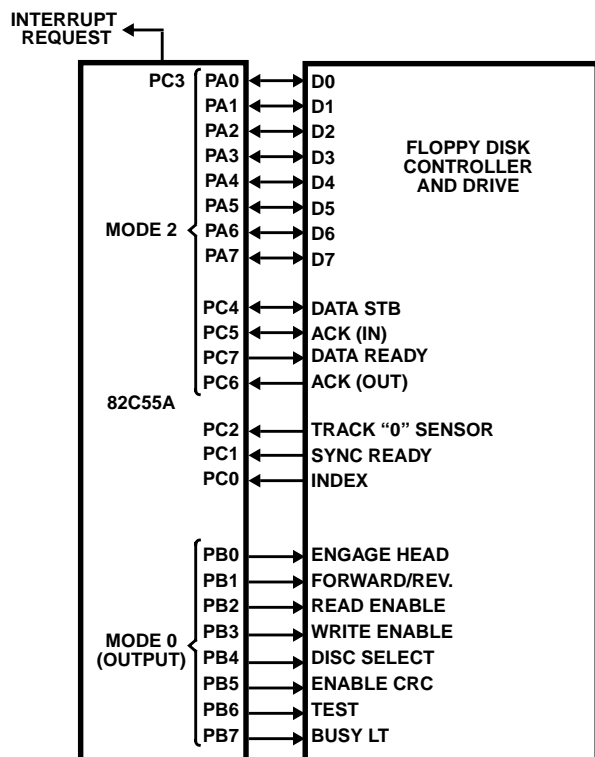 INTERRUPT
REQUEST
PC3 PA0 D0
PA1 D1
PA2 D2
PA3 D3
PA4 D4
PA5 D5
PA6 D6
PA7 D7
FLOPPY DISK
CONTROLLER
AND DRIVE
MODE 2
PC4 DATA STB
PC5 ACK (IN)
PC7 DATA READY
PC6 ACK (OUT)
82C55A
PC2 TRACK “0” SENSOR
PC1 SYNC READY
PC0 INDEX
PB0 ENGAGE HEAD
PB1 FORWARD/REV.
PB2 READ ENABLE
PB3 WRITE ENABLE
PB4 DISC SELECT
PB5 ENABLE CRC
PB6 TEST
PB7 BUSY LT
MODE 0
(OUTPUT)